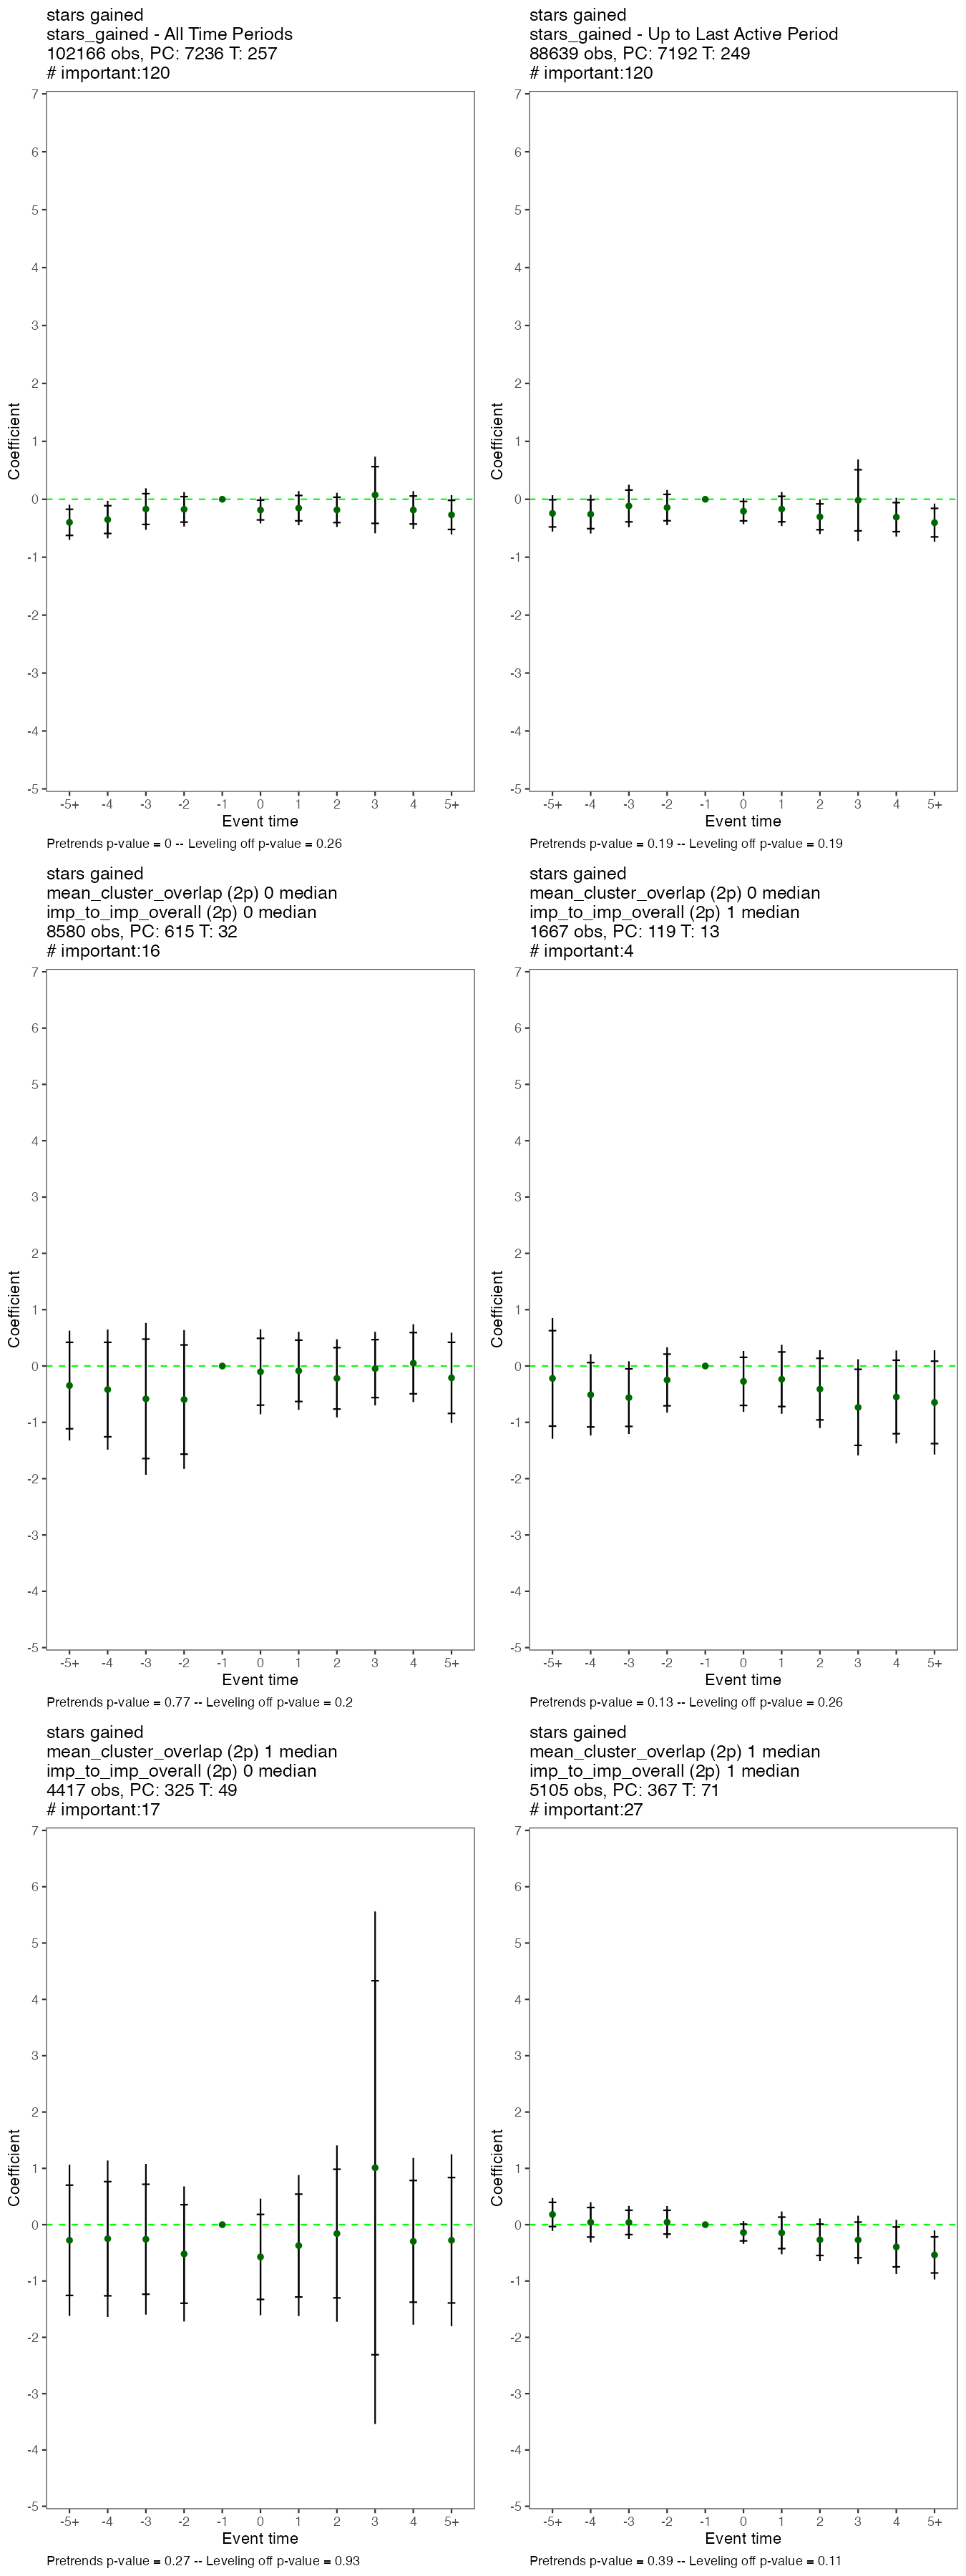 stars gained
stars_gained - All Time Periods
102166 obs, PC: 7236 T: 257
# important:120
7
6
5
4
3
2
1
0
-1
-2
-3
-4
-5
Coefficient
-5+ -4 -3 -2 -1 0 1 2 3 4 5+
Event time
Pretrends p-value = 0 -- Leveling off p-value = 0.26
stars gained
stars_gained - Up to Last Active Period
88639 obs, PC: 7192 T: 249
# important:120
7
6
5
4
3
2
1
0
-1
-2
-3
-4
-5
Coefficient
-5+ -4 -3 -2 -1 0 1 2 3 4 5+
Event time
Pretrends p-value = 0.19 -- Leveling off p-value = 0.19
stars gained
mean_cluster_overlap (2p) 0 median
imp_to_imp_overall (2p) 0 median
8580 obs, PC: 615 T: 32
# important:16
7
6
5
4
3
2
1
0
-1
-2
-3
-4
-5
Coefficient
-5+ -4 -3 -2 -1 0 1 2 3 4 5+
Event time
Pretrends p-value = 0.77 -- Leveling off p-value = 0.2
stars gained
mean_cluster_overlap (2p) 0 median
imp_to_imp_overall (2p) 1 median
1667 obs, PC: 119 T: 13
# important:4
7
6
5
4
3
2
1
0
-1
-2
-3
-4
-5
Coefficient
-5+ -4 -3 -2 -1 0 1 2 3 4 5+
Event time
Pretrends p-value = 0.13 -- Leveling off p-value = 0.26
stars gained
mean_cluster_overlap (2p) 1 median
imp_to_imp_overall (2p) 0 median
4417 obs, PC: 325 T: 49
# important:17
7
6
5
4
3
2
1
0
-1
-2
-3
-4
-5
Coefficient
-5+ -4 -3 -2 -1 0 1 2 3 4 5+
Event time
Pretrends p-value = 0.27 -- Leveling off p-value = 0.93
stars gained
mean_cluster_overlap (2p) 1 median
imp_to_imp_overall (2p) 1 median
5105 obs, PC: 367 T: 71
# important:27
7
6
5
4
3
2
1
0
-1
-2
-3
-4
-5
Coefficient
-5+ -4 -3 -2 -1 0 1 2 3 4 5+
Event time
Pretrends p-value = 0.39 -- Leveling off p-value = 0.11